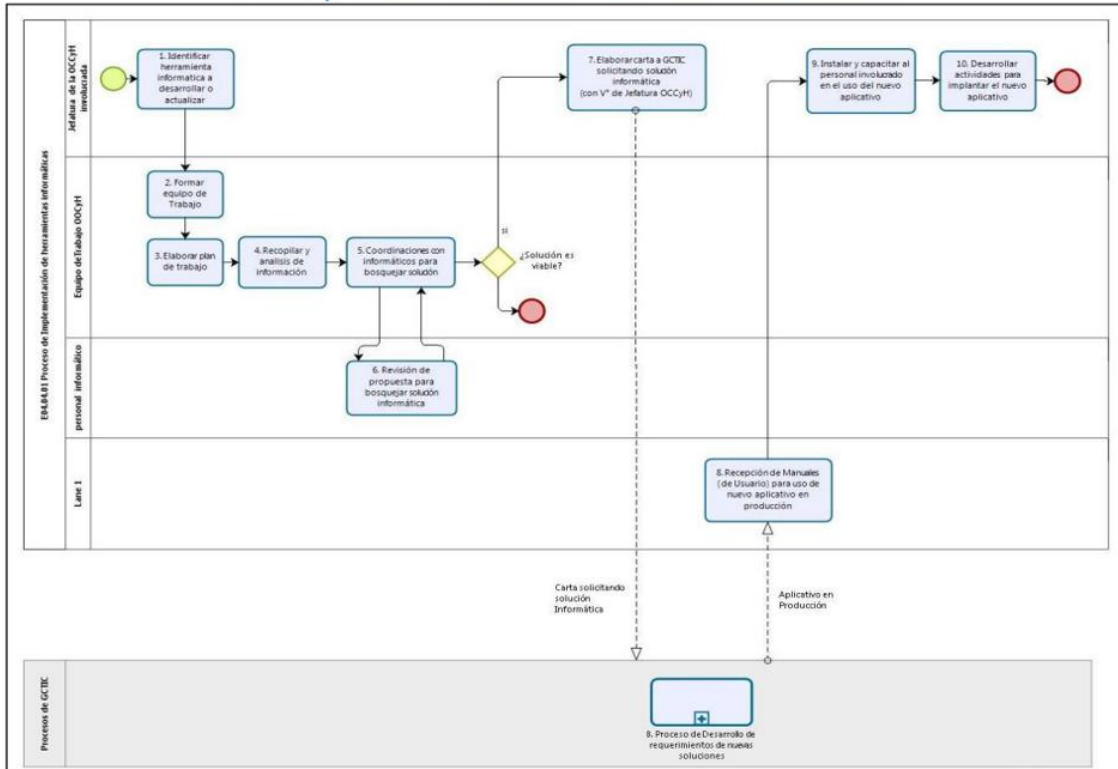 E04.04.01 Proceso de Implementación de herramientas informáticas
Jefatura de la OCCyH
involucrada
1. Identificar
herramienta
informatica a
desarrollar o
actualizar
7. Elaborar carta a GCTIC
solicitando solución
informática
(con V° de Jefatura OCCyH)
9. Instalar y capacitar al
personal involucrado
en el uso del nuevo
aplicativo
10. Desarrollar
actividades para
implantar el nuevo
aplicativo
Equipo de Trabajo OOCyH
2. Formar
equipo de
Trabajo
3. Elaborar plan
de trabajo
4. Recopilar y
analisis de
información
5. Coordinaciones con
informáticos para
bosquejar solución
si
¿Solución es
viable?
personal informático
6. Revisión de
propuesta para
bosquejar solución
informática
Lane 1
8. Recepción de Manuales
(de Usuario) para uso de
nuevo aplicativo en
producción
Carta solicitando
solución
Informática
Aplicativo en
Producción
Procesos de GCTIC
8. Proceso de Desarrollo de
requerimientos de nuevas
soluciones